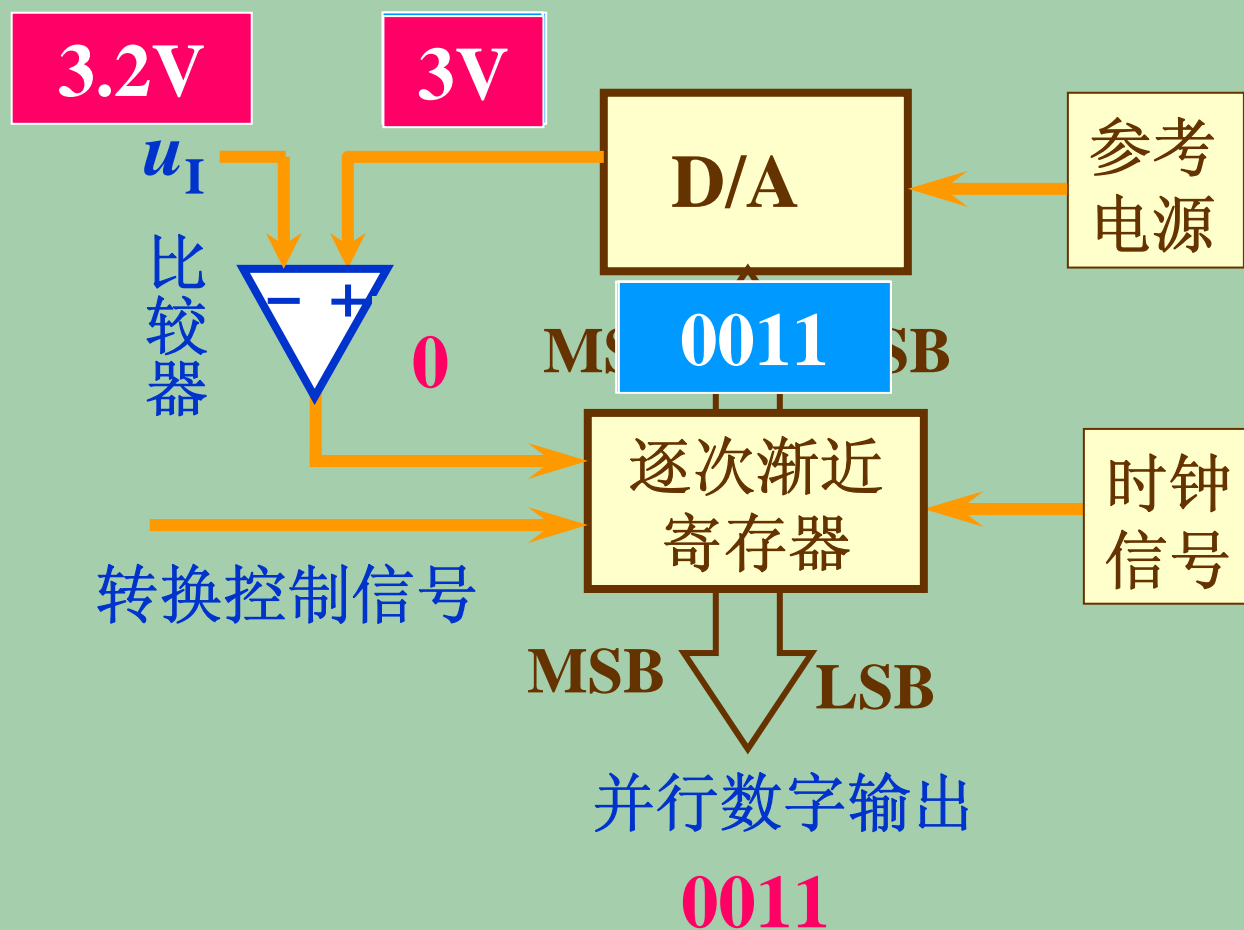 3.2V
3V
uI
D/A
参考
电源
比
较
器
− +
0
0011
SB
逐次渐近
寄存器
时钟
信号
转换控制信号
MSB
LSB
并行数字输出
0011